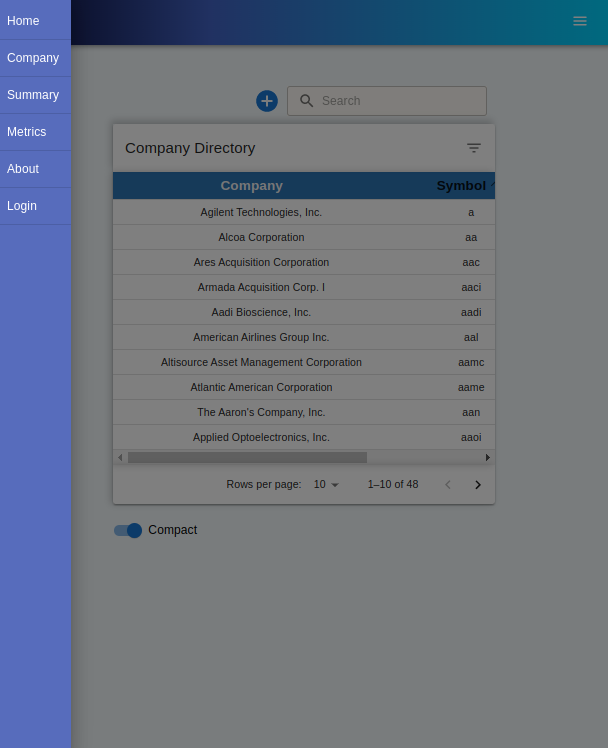 Home
Company
Summary
Metrics
About
Login
Search
Company Directory
Company Symbol
Agilent Technologies, Inc. a
Alcoa Corporation aa
Ares Acquisition Corporation aac
Armada Acquisition Corp. I aaci
Aadi Bioscience, Inc. aadi
American Airlines Group Inc. aal
Altisource Asset Management Corporation aamc
Atlantic American Corporation aame
The Aaron's Company, Inc. aan
Applied Optoelectronics, Inc. aaoi
Rows per page: 10 1–10 of 48
Compact